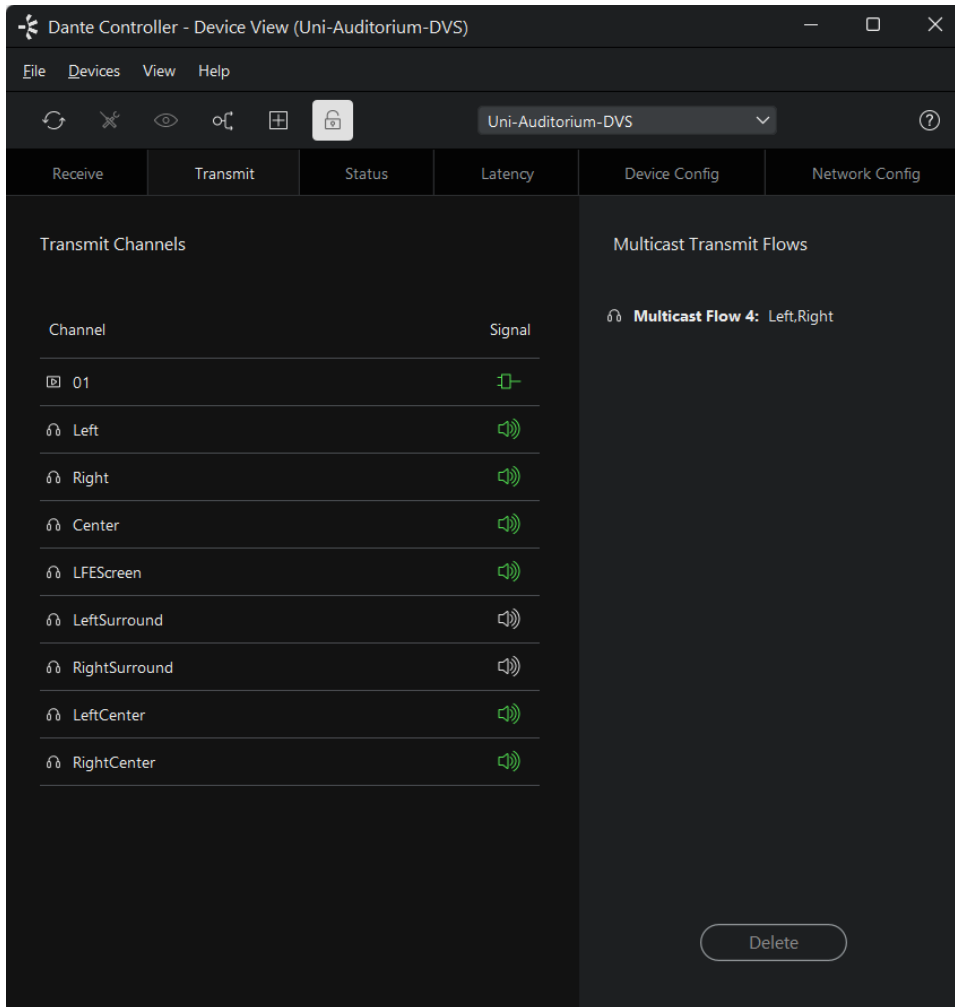 Dante Controller - Device View (Uni-Auditorium-DVS)
File Devices View Help
Uni-Auditorium-DVS
Receive Transmit Status Latency Device Config Network Config
Transmit Channels
Multicast Transmit Flows
Channel Signal
Multicast Flow 4: Left,Right
01
Left
Right
Center
LFEScreen
LeftSurround
RightSurround
LeftCenter
RightCenter
Delete